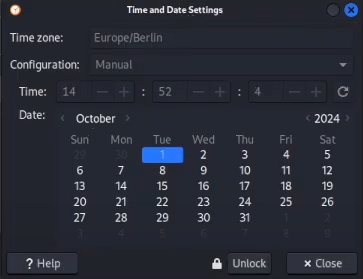 Time and Date Settings
Time zone: Europe/Berlin
Configuration: Manual
Time: 14 : 52 : 4
Date: October 2024
Sun Mon Tue Wed Thu Fri Sat
29 30 1 2 3 4 5
6 7 8 9 10 11 12
13 14 15 16 17 18 19
20 21 22 23 24 25 26
27 28 29 30 31 1 2
3 4 5 6 7 8 9
? Help Unlock × Close